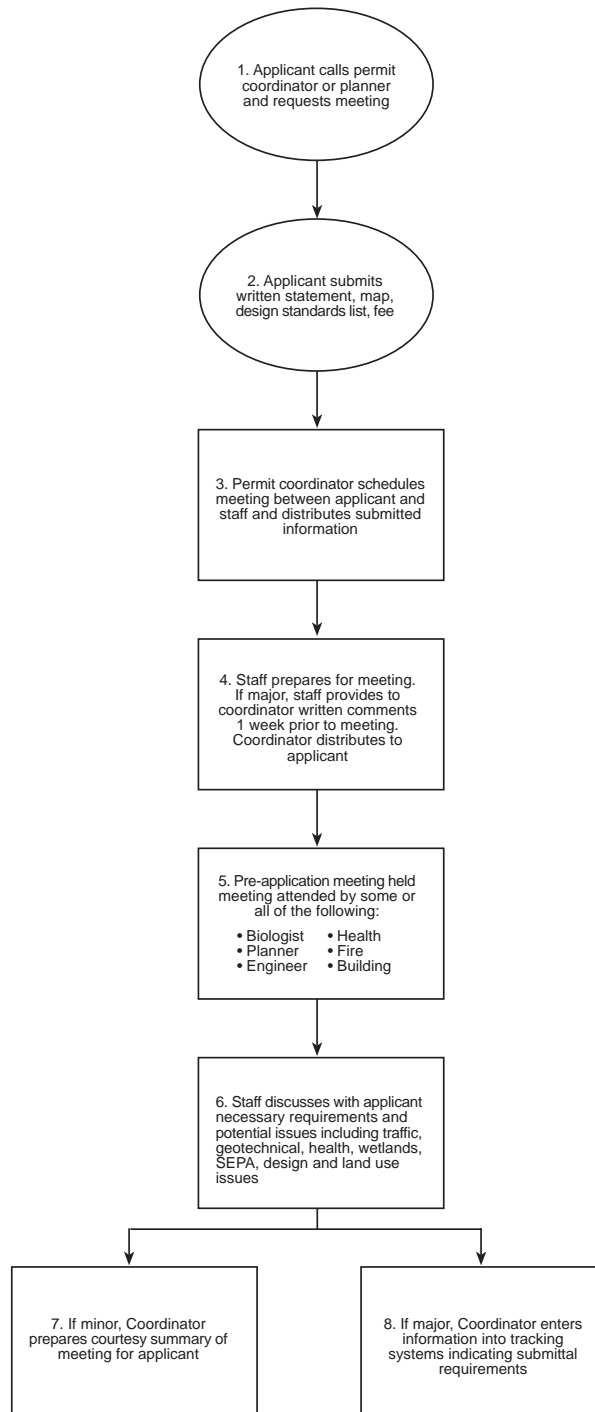 1. Applicant calls permit
coordinator or planner
and requests meeting
2. Applicant submits
written statement, map,
design standards list, fee
3. Permit coordinator schedules
meeting between applicant and
staff and distributes submitted
information
4. Staff prepares for meeting.
If major, staff provides to
coordinator written comments
1 week prior to meeting.
Coordinator distributes to
applicant
5. Pre-application meeting held
meeting attended by some or
all of the following:
• Biologist • Health
• Planner • Fire
• Engineer • Building
6. Staff discusses with applicant
necessary requirements and
potential issues including traffic,
geotechnical, health, wetlands,
SEPA, design and land use
issues
7. If minor, Coordinator
prepares courtesy summary of
meeting for applicant
8. If major, Coordinator enters
information into tracking
systems indicating submittal
requirements